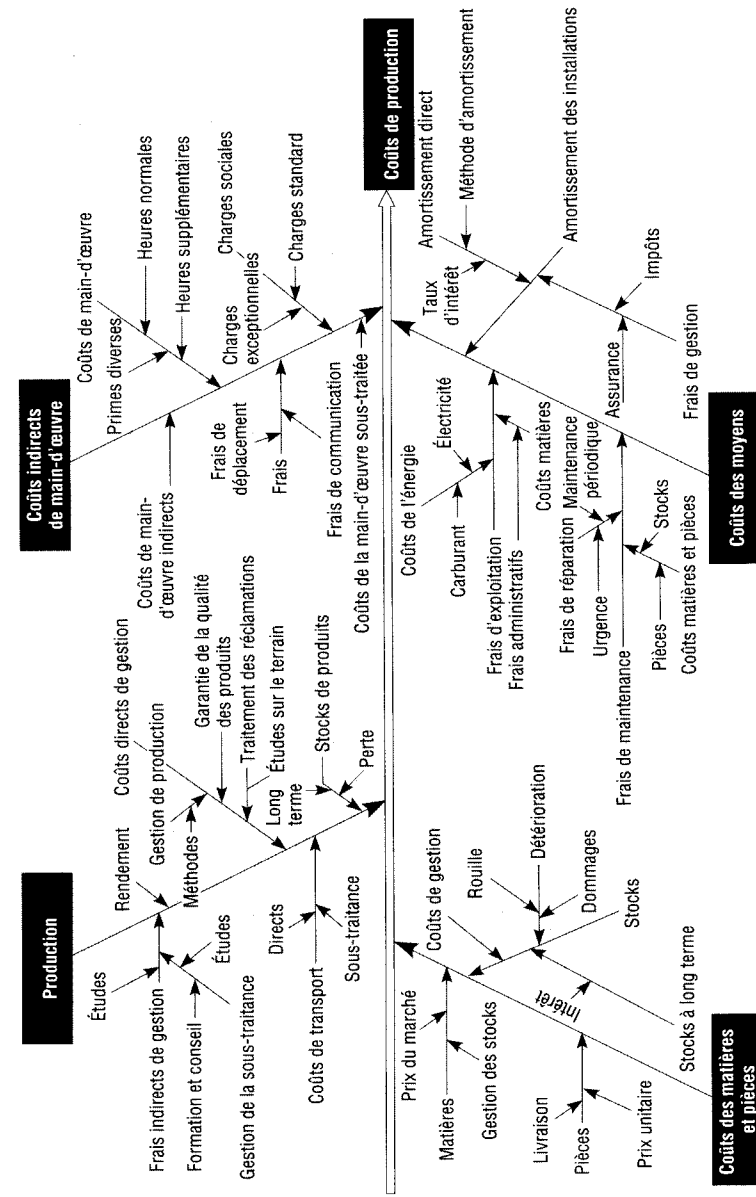 Production
Études
Rendement
Frais indirects de gestion
Formation et conseil
Études
Gestion de la sous-traitance
Coûts directs de gestion
Gestion de production
Méthodes
Garantie de la qualité
des produits
Traitement des réclamations
Études sur le terrain
Long
terme
Stocks de produits
Perte
Directs
Coûts de transport
Sous-traitance
Coûts indirects
de main-d'œuvre
Coûts de main-d'œuvre
Primes diverses
Heures normales
Heures supplémentaires
Coûts de main-
d'œuvre indirects
Charges sociales
Charges
exceptionnelles
Charges standard
Frais de
déplacement
Frais
Frais de communication
Coûts de la main-d'œuvre sous-traitée
Coûts de production
Prix du marché
Matières
Gestion des stocks
Coûts de gestion
Rouille
Détérioration
Dommages
Stocks
Intérêt
Livraison
Pièces
Prix unitaire
Stocks à long terme
Coûts des matières
et pièces
Coûts de l'énergie
Électricité
Carburant
Frais d'exploitation
Frais administratifs
Coûts matières
Maintenance
périodique
Frais de réparation
Urgence
Frais de maintenance
Pièces
Stocks
Coûts matières et pièces
Amortissement direct
Méthode d'amortissement
Taux
d'intérêt
Amortissement des installations
Assurance
Impôts
Frais de gestion
Coûts des moyens